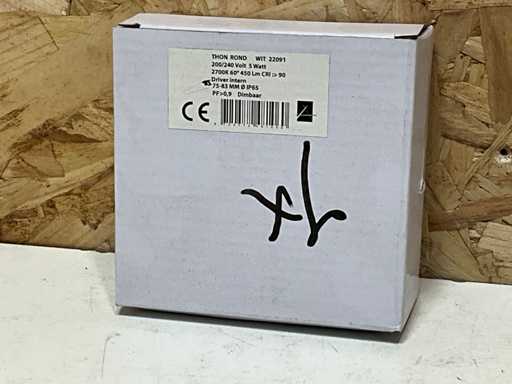 THON ROND WIT 22091
200/240 Volt 5 Watt
2700K 60° 450 Lm CRI > 90
Driver intern
75-83 MM Ø IP65
PF>0,9 Dimbaar
CE